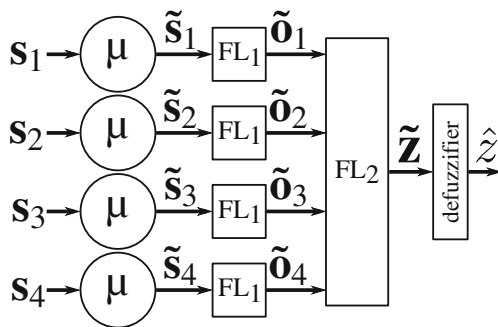 s₁ μ s̃₁ FL₁ õ₁
s₂ μ s̃₂ FL₁ õ₂
s₃ μ s̃₃ FL₁ õ₃
s₄ μ s̃₄ FL₁ õ₄
FL₂
z̃
defuzzifier
ẑ̃